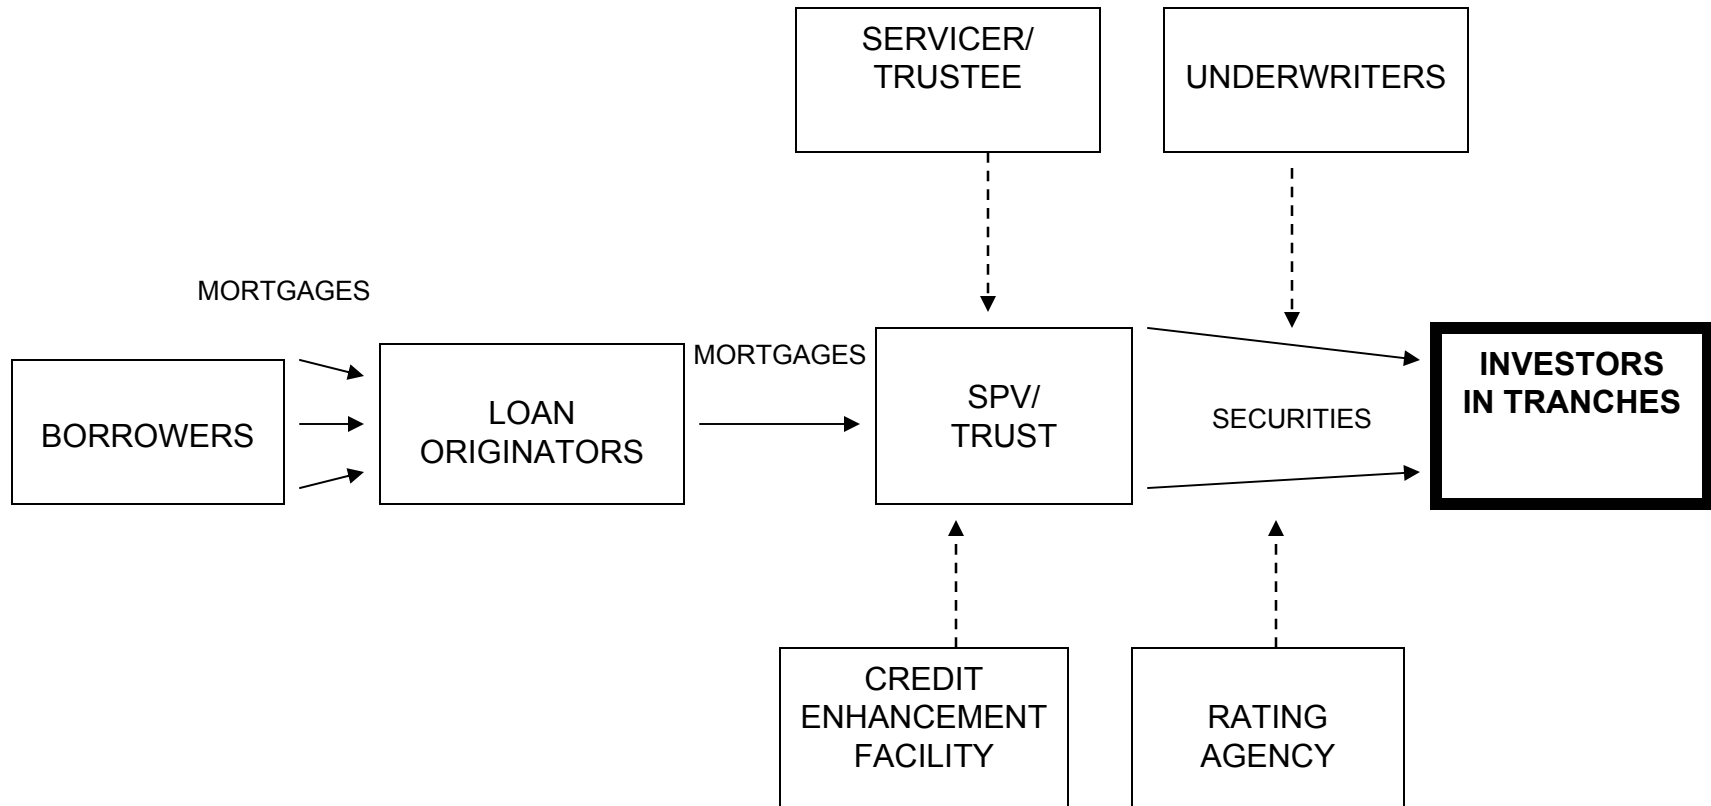 SERVICER/
TRUSTEE
UNDERWRITERS
MORTGAGES
BORROWERS
LOAN
ORIGINATORS
MORTGAGES
SPV/
TRUST
SECURITIES
INVESTORS
IN TRANCHES
CREDIT
ENHANCEMENT
FACILITY
RATING
AGENCY